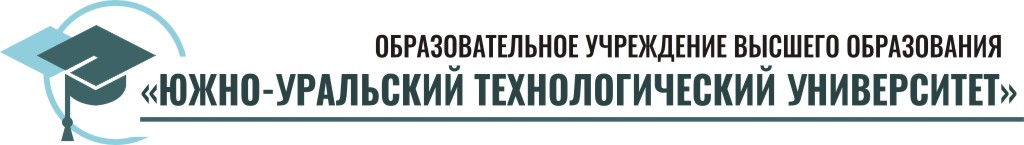 ОБРАЗОВАТЕЛЬНОЕ УЧРЕЖДЕНИЕ ВЫСШЕГО ОБРАЗОВАНИЯ
«ЮЖНО-УРАЛЬСКИЙ ТЕХНОЛОГИЧЕСКИЙ УНИВЕРСИТЕТ»